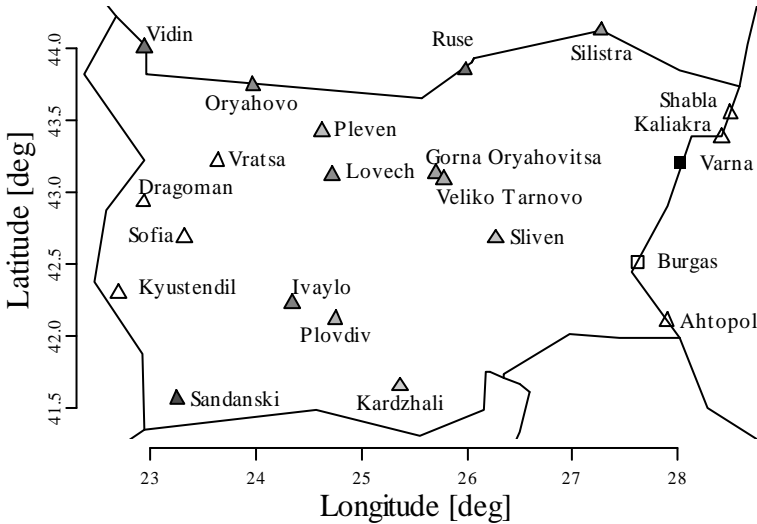 Vidin
Ruse
Silistra
Oryahovo
Shabla
Pleven
Kaliakra
Vratsa
Gorna Oryahovitsa
Varna
Lovech
Dragoman
Veliko Tarnovo
Sofia
Sliven
Burgas
Kyustendil
Ivaylo
Plovdiv
Ahtopol
Sandanski
Kardzhali
Latitude [deg]
44.0
43.5
43.0
42.5
42.0
41.5
23 24 25 26 27 28
Longitude [deg]